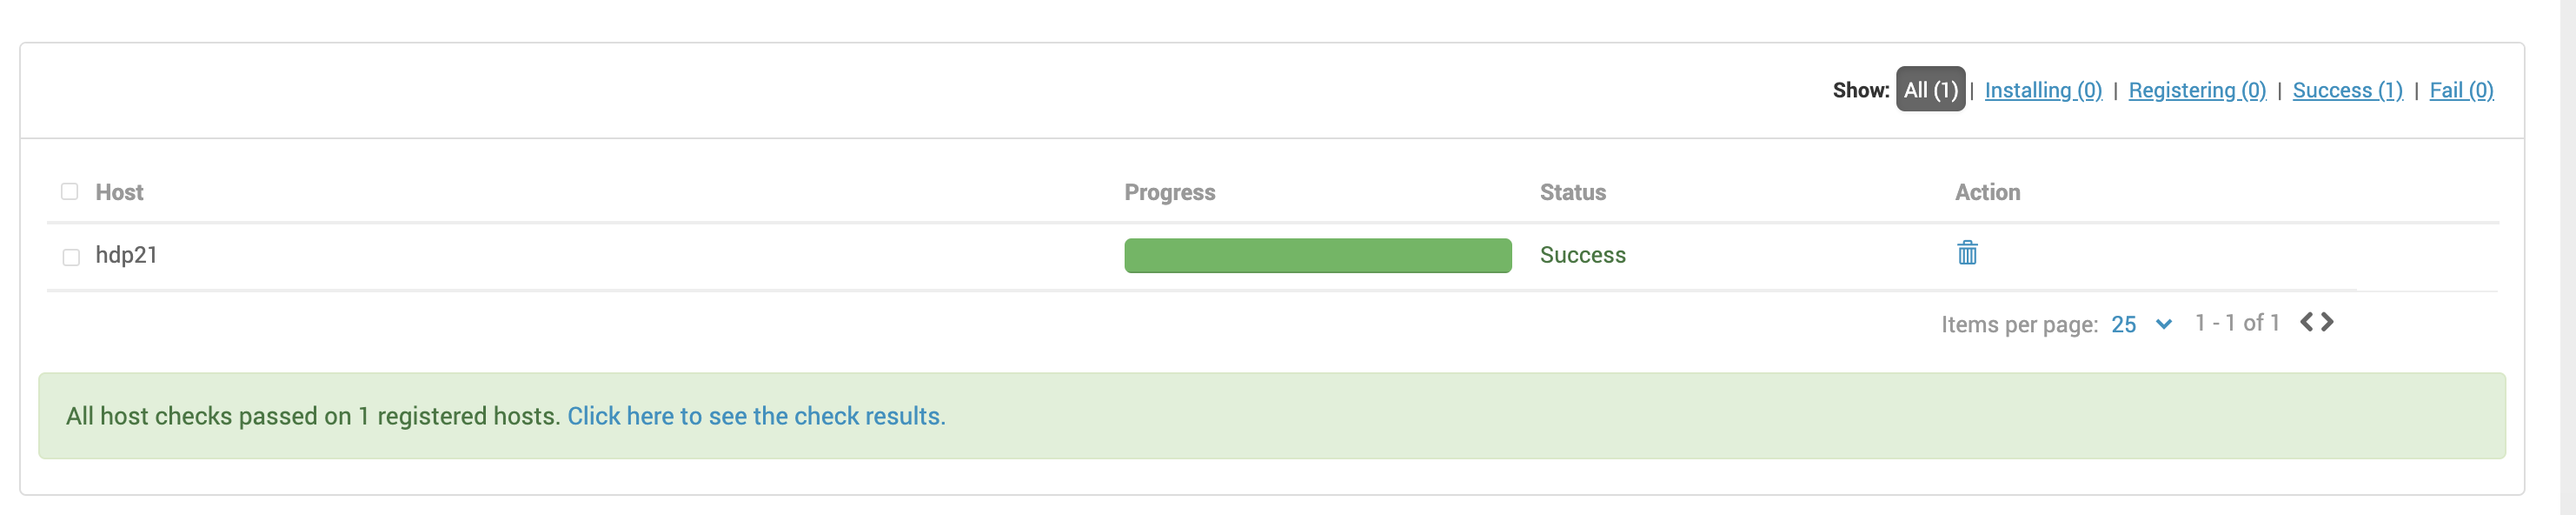 Show: All (1) | Installing (0) | Registering (0) | Success (1) | Fail (0)
Host Progress Status Action
hdp21 Success
Items per page: 25 1 - 1 of 1
All host checks passed on 1 registered hosts. Click here to see the check results.